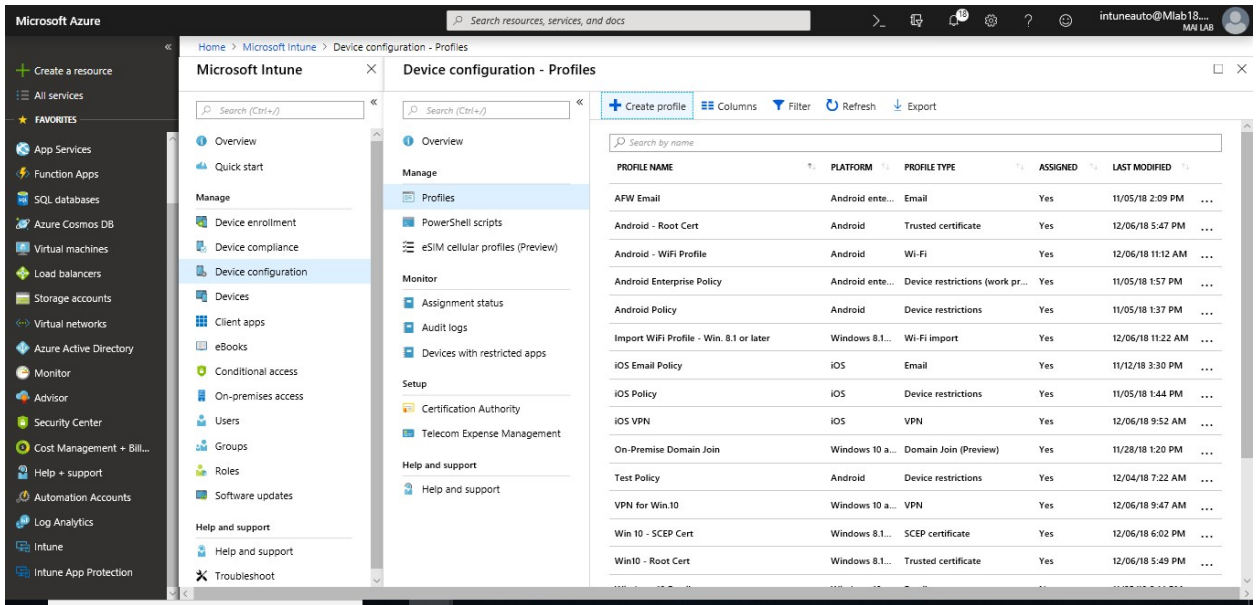 Microsoft Azure
Search resources, services, and docs
18
intuneauto@Mlab18....
MAI LAB
Home > Microsoft Intune > Device configuration - Profiles
Create a resource
All services
FAVORITES
App Services
Function Apps
SQL databases
Azure Cosmos DB
Virtual machines
Load balancers
Storage accounts
Virtual networks
Azure Active Directory
Monitor
Advisor
Security Center
Cost Management + Bill...
Help + support
Automation Accounts
Log Analytics
Intune
Intune App Protection
Microsoft Intune
Search (Ctrl+/)
Overview
Quick start
Manage
Device enrollment
Device compliance
Device configuration
Devices
Client apps
eBooks
Conditional access
On-premises access
Users
Groups
Roles
Software updates
Help and support
Help and support
Troubleshoot
Device configuration - Profiles
Search (Ctrl+/)
Overview
Manage
Profiles
PowerShell scripts
eSIM cellular profiles (Preview)
Monitor
Assignment status
Audit logs
Devices with restricted apps
Setup
Certification Authority
Telecom Expense Management
Help and support
Help and support
Create profile Columns Filter Refresh Export
Search by name
PROFILE NAME PLATFORM PROFILE TYPE ASSIGNED LAST MODIFIED
AFW Email Android ente... Email Yes 11/05/18 2:09 PM ...
Android - Root Cert Android Trusted certificate Yes 12/06/18 5:47 PM ...
Android - WiFi Profile Android Wi-Fi Yes 12/06/18 11:12 AM ...
Android Enterprise Policy Android ente... Device restrictions (work pr... Yes 11/05/18 1:57 PM ...
Android Policy Android Device restrictions Yes 11/05/18 1:37 PM ...
Import WiFi Profile - Win. 8.1 or later Windows 8.1... Wi-Fi import Yes 12/06/18 11:22 AM ...
iOS Email Policy iOS Email Yes 11/12/18 3:30 PM ...
iOS Policy iOS Device restrictions Yes 11/05/18 1:44 PM ...
iOS VPN iOS VPN Yes 12/06/18 9:52 AM ...
On-Premise Domain Join Windows 10 a... Domain Join (Preview) Yes 11/28/18 1:20 PM ...
Test Policy Android Device restrictions Yes 12/04/18 7:22 AM ...
VPN for Win.10 Windows 10 a... VPN Yes 12/06/18 9:47 AM ...
Win 10 - SCEP Cert Windows 8.1... SCEP certificate Yes 12/06/18 6:02 PM ...
Win10 - Root Cert Windows 8.1... Trusted certificate Yes 12/06/18 5:49 PM ...